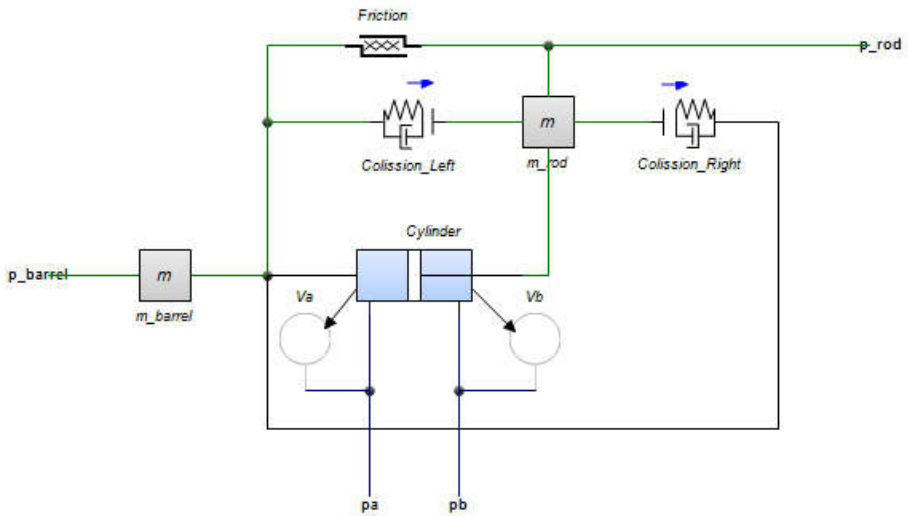 Friction
p_rod
m
Colission_Left
m_rod
Colission_Right
Cylinder
p_barrel
m
m_barrel
Va
Vb
pa
pb